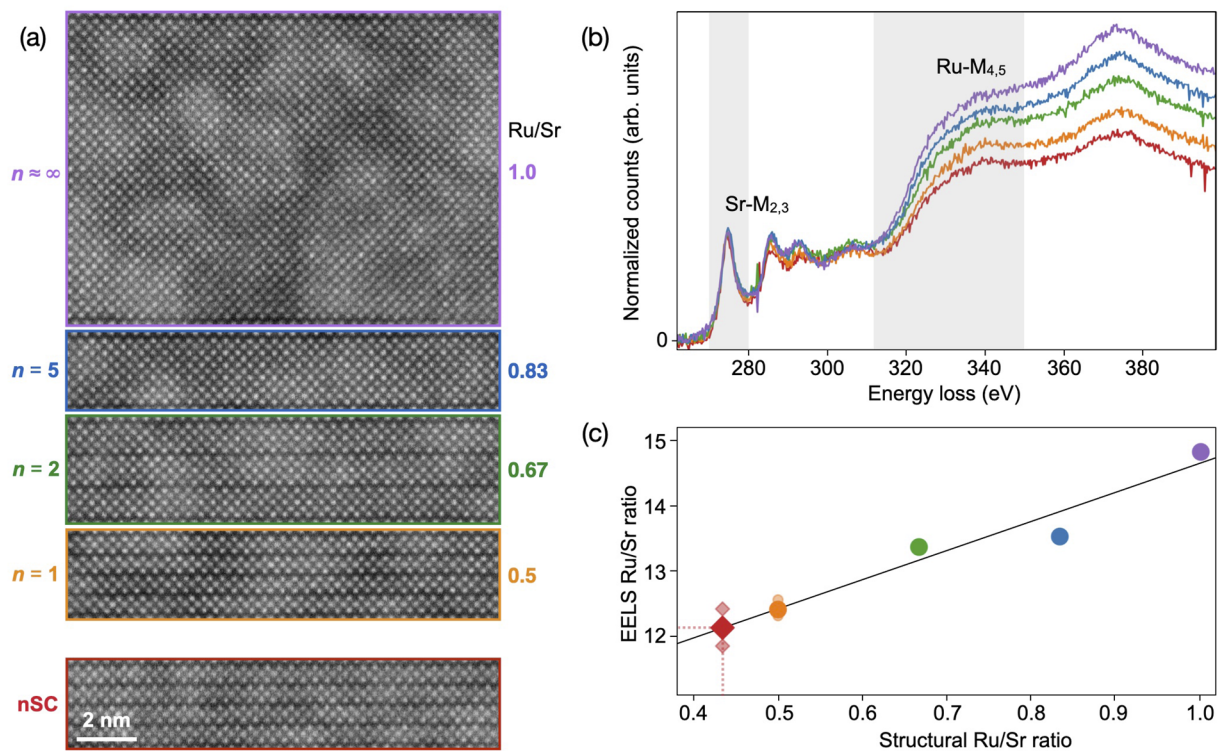 (a)
Ru/Sr
n ≈ ∞
1.0
n = 5
0.83
n = 2
0.67
n = 1
0.5
nSC
2 nm
(b)
Normalized counts (arb. units)
0
Sr-M2,3
Ru-M4,5
280 300 320 340 360 380
Energy loss (eV)
(c)
EELS Ru/Sr ratio
15
14
13
12
0.4 0.5 0.6 0.7 0.8 0.9 1.0
Structural Ru/Sr ratio